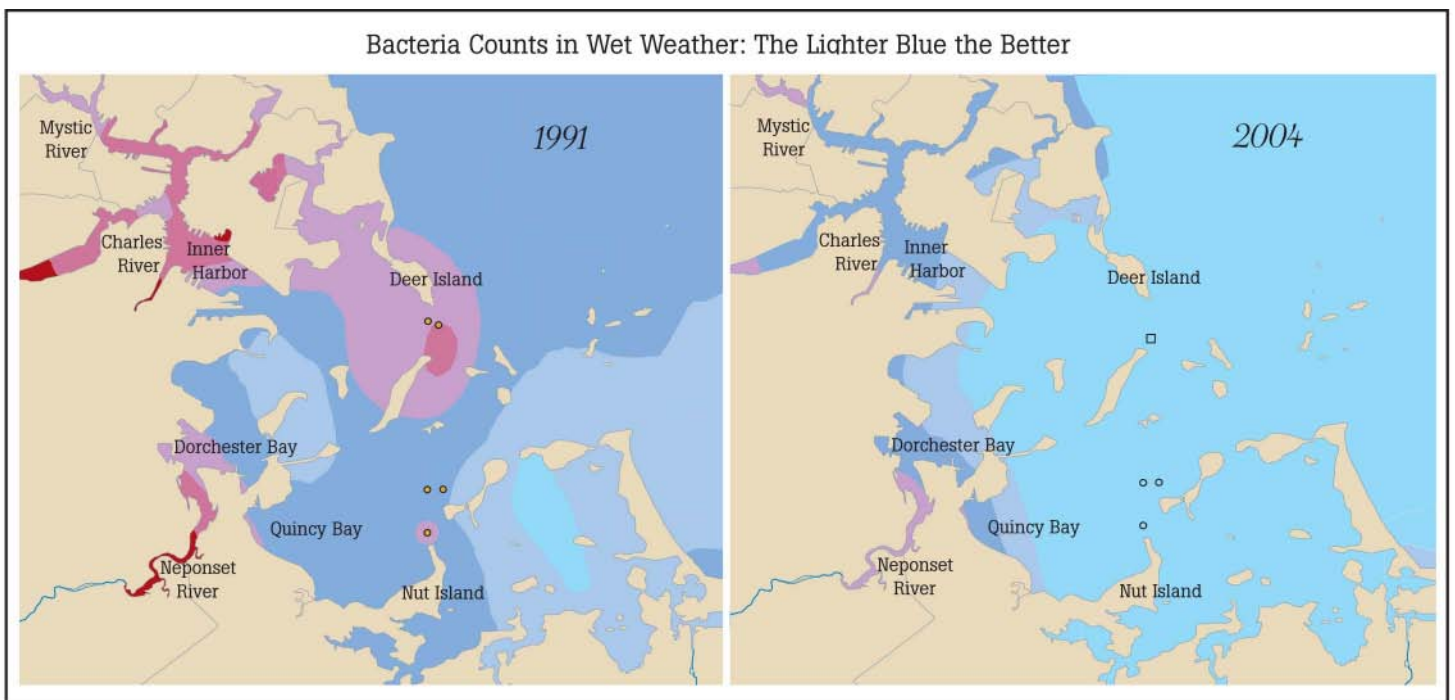 Bacteria Counts in Wet Weather: The Lighter Blue the Better
1991
Mystic
River
Charles
River
Inner
Harbor
Deer Island
Dorchester Bay
Quincy Bay
Neponset
River
Nut Island
2004
Mystic
River
Charles
River
Inner
Harbor
Deer Island
Dorchester Bay
Quincy Bay
Neponset
River
Nut Island